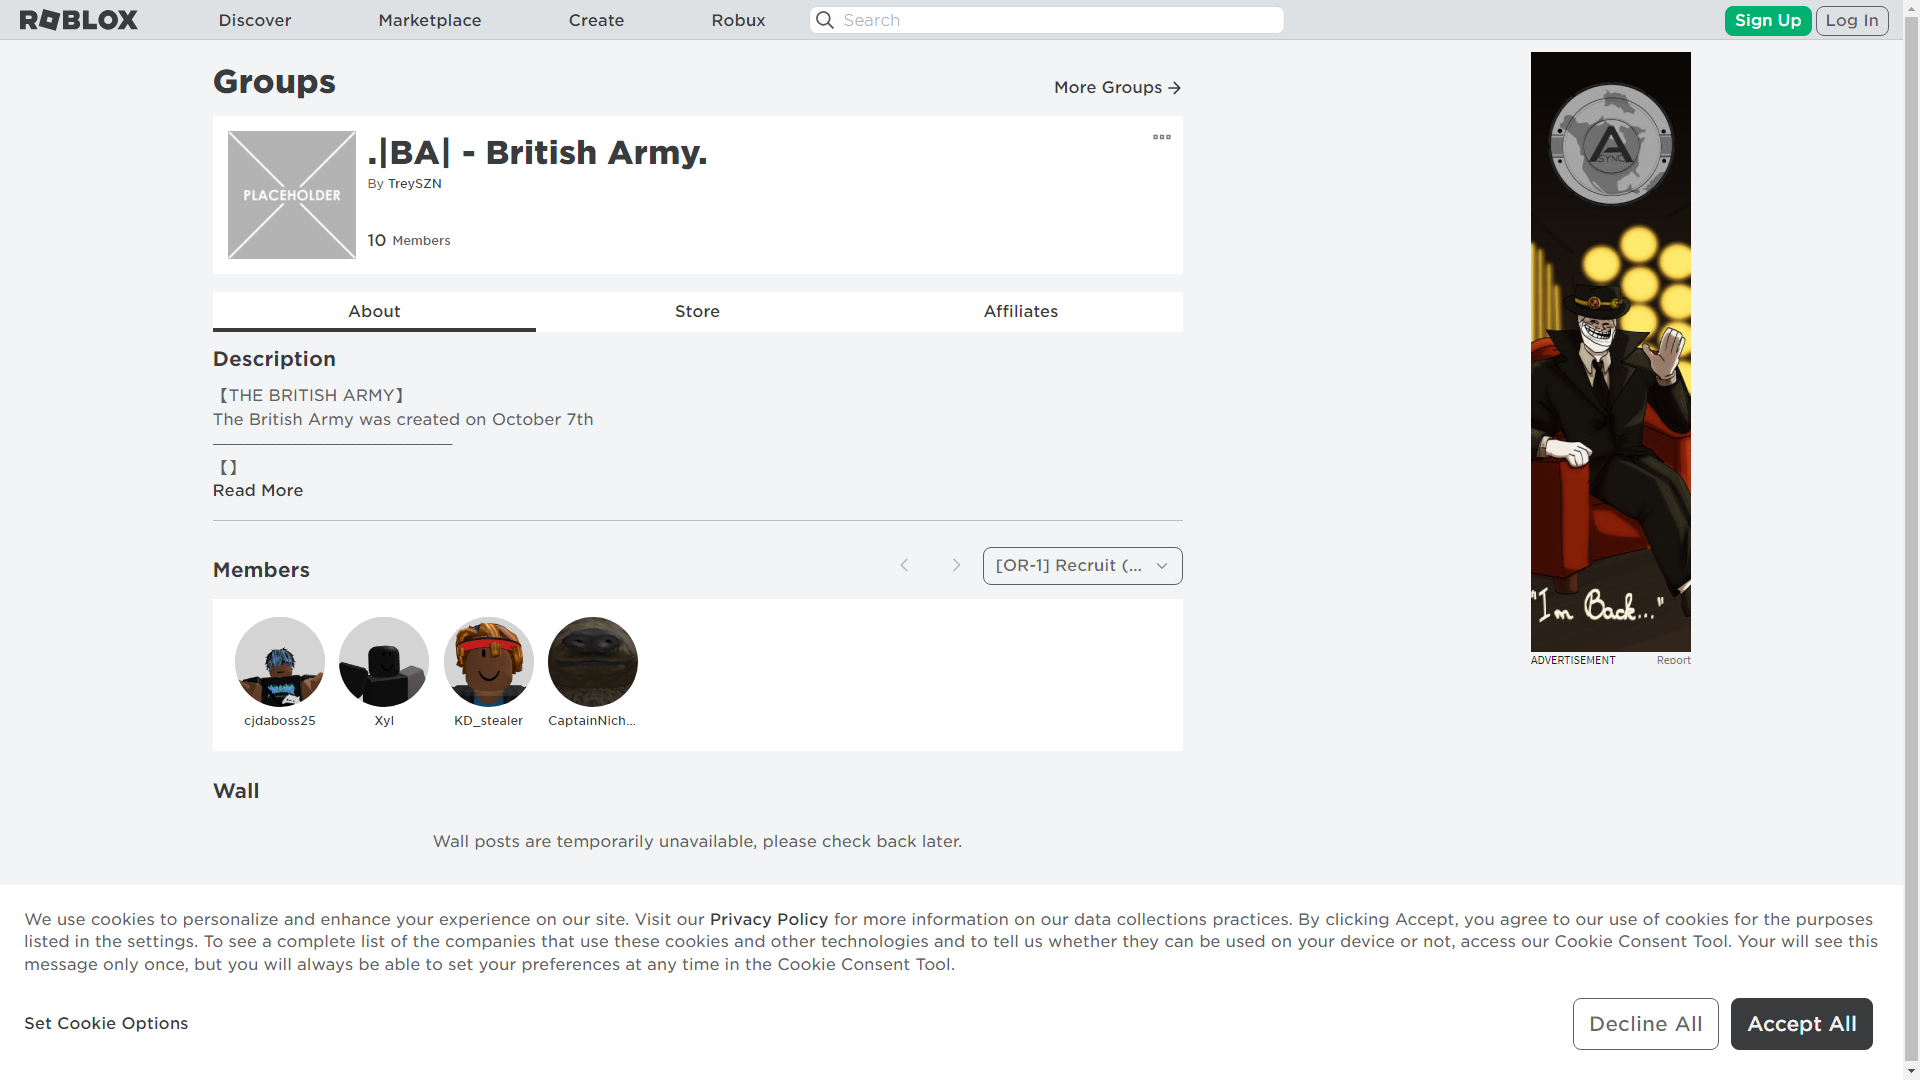 ROBLOX
Discover
Marketplace
Create
Robux
Search
Sign Up
Log In
Groups
More Groups
PLACEHOLDER
.|BA| - British Army.
By TreySZN
10 Members
About
Store
Affiliates
Description
【THE BRITISH ARMY】
The British Army was created on October 7th
______________________________
【】
Read More
Members
[OR-1] Recruit (...
cjdaboss25
Xyl
KD_stealer
CaptainNich...
Wall
Wall posts are temporarily unavailable, please check back later.
A
SYNC
"I'm Back..."
ADVERTISEMENT
Report
We use cookies to personalize and enhance your experience on our site. Visit our Privacy Policy for more information on our data collections practices. By clicking Accept, you agree to our use of cookies for the purposes
listed in the settings. To see a complete list of the companies that use these cookies and other technologies and to tell us whether they can be used on your device or not, access our Cookie Consent Tool. Your will see this
message only once, but you will always be able to set your preferences at any time in the Cookie Consent Tool.
Set Cookie Options
Decline All
Accept All